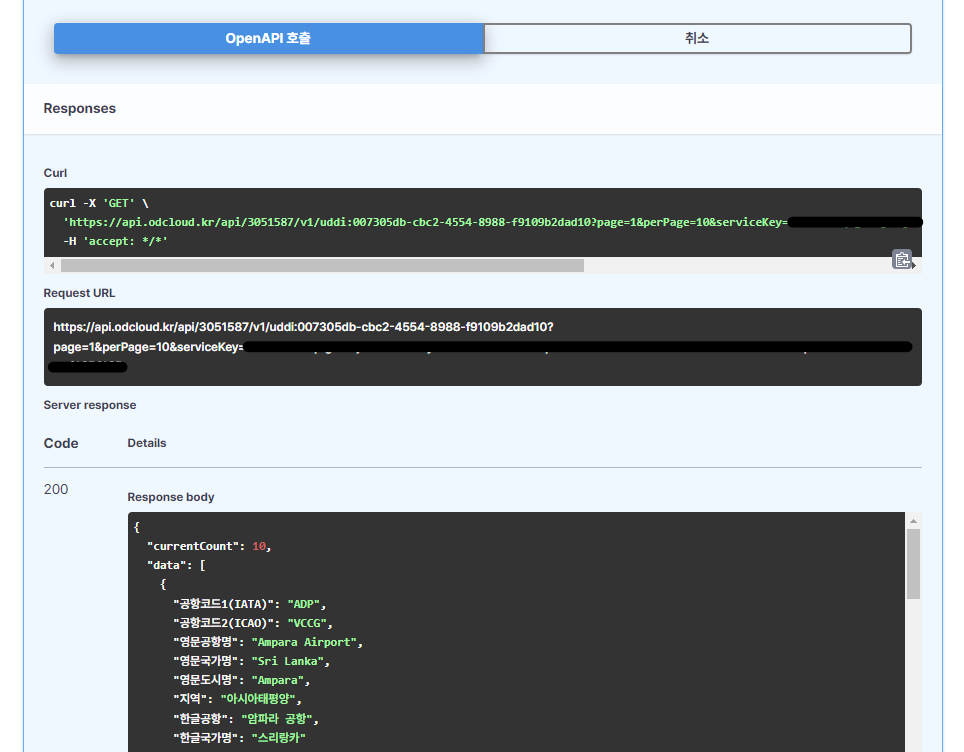 OpenAPI 호출
취소
Responses
Curl
curl -X 'GET' \
'https://api.odcloud.kr/api/3051587/v1/uddi:007305db-cbc2-4554-8988-f9109b2dad10?page=1&perPage=10&serviceKey=
-H 'accept: */*'
Request URL
https://api.odcloud.kr/api/3051587/v1/uddi:007305db-cbc2-4554-8988-f9109b2dad10?
page=1&perPage=10&serviceKey=
Server response
Code Details
200
Response body
{
"currentCount": 10,
"data": [
{
"공항코드1(IATA)": "ADP",
"공항코드2(ICAO)": "VCCG",
"영문공항명": "Ampara Airport",
"영문국가명": "Sri Lanka",
"영문도시명": "Ampara",
"지역": "아시아태평양",
"한글공항": "암파라 공항",
"한글국가명": "스리랑카"